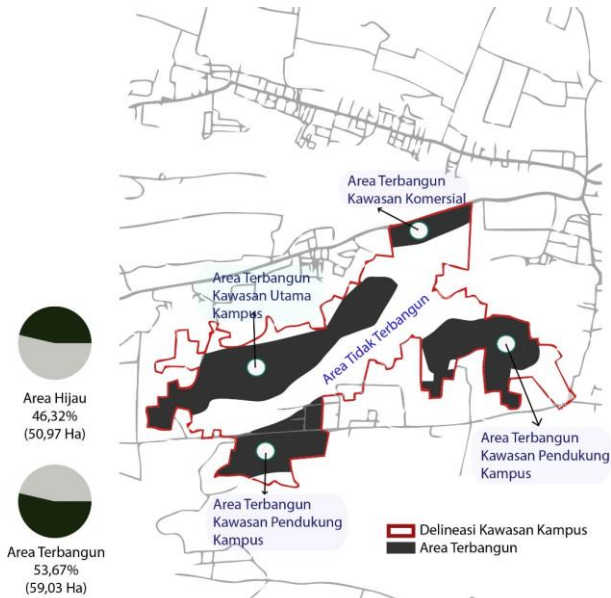 Area Terbangun
Kawasan Komersial
Area Terbangun
Kawasan Utama
Kampus
Area Tidak Terbangun
Area Hijau
46,32%
(50,97 Ha)
Area Terbangun
Kawasan Pendukung
Kampus
Area Terbangun
53,67%
(59,03 Ha)
Area Terbangun
Kawasan Pendukung
Kampus
Delineasi Kawasan Kampus
Area Terbangun